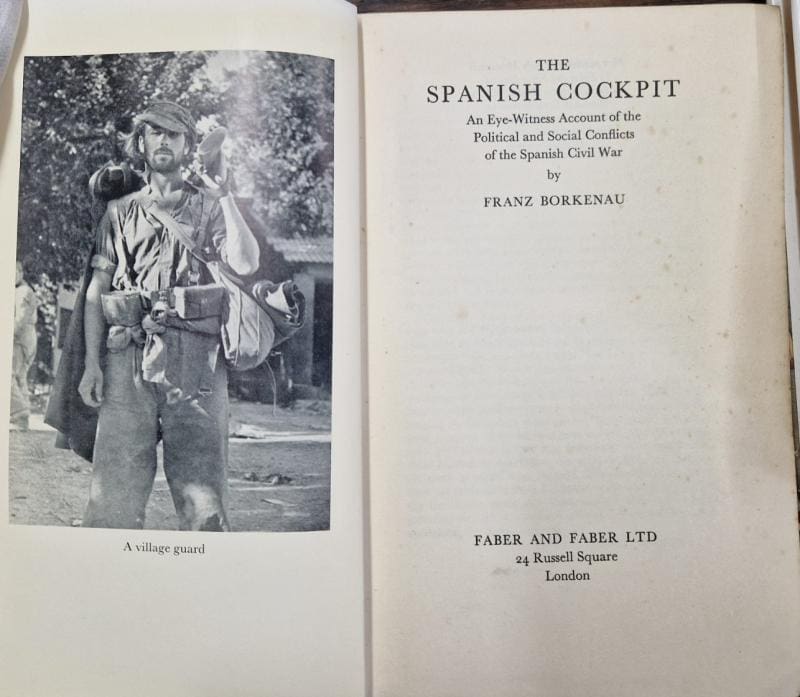 A village guard
THE
SPANISH COCKPIT
An Eye-Witness Account of the
Political and Social Conflicts
of the Spanish Civil War
by
FRANZ BORKENAU
FABER AND FABER LTD
24 Russell Square
London